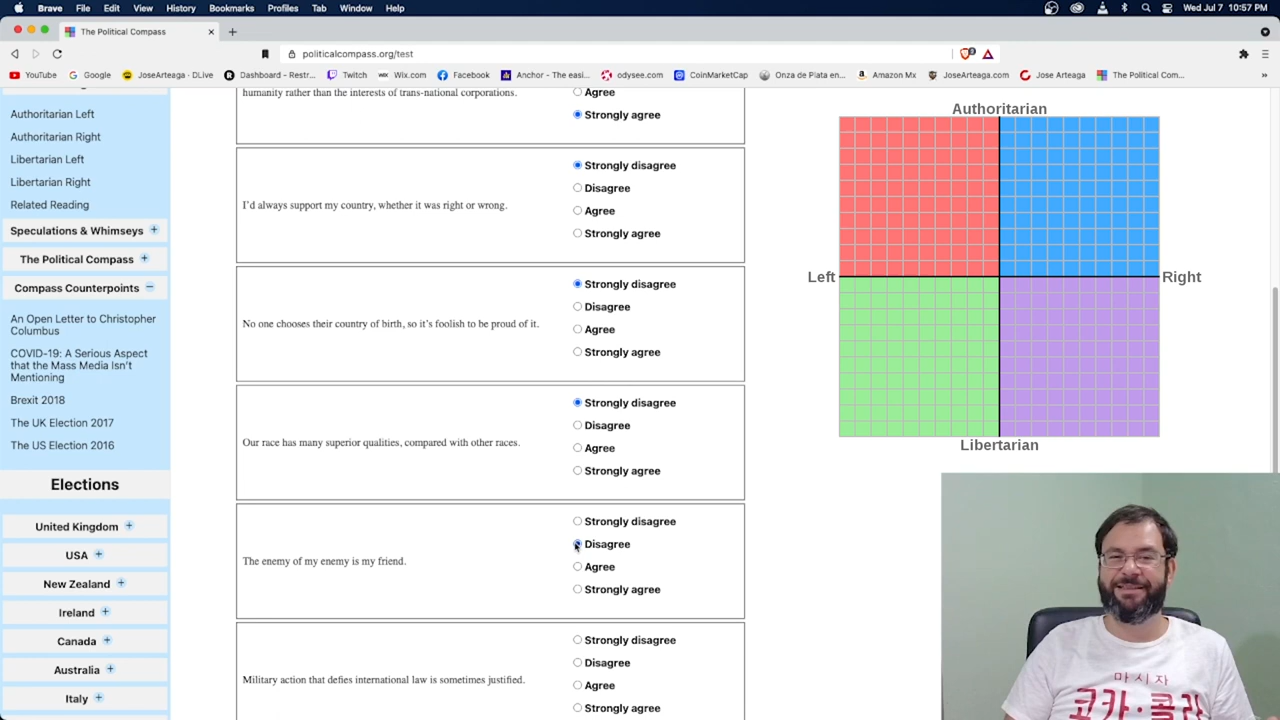 Brave File Edit View History Bookmarks Profiles Tab Window Help
Wed Jul 7 10:57 PM
The Political Compass
politicalcompass.org/test
YouTube Google JoseArteaga - DLive Dashboard - Restr... Twitch Wix.com Facebook Anchor - The easi... odysee.com CoinMarketCap Onza de Plata en... Amazon Mx JoseArteaga.com Jose Arteaga The Political Com...
Authoritarian Left
Authoritarian Right
Libertarian Left
Libertarian Right
Related Reading
Speculations & Whimseys +
The Political Compass +
Compass Counterpoints −
An Open Letter to Christopher
Columbus
COVID-19: A Serious Aspect
that the Mass Media Isn't
Mentioning
Brexit 2018
The UK Election 2017
The US Election 2016
Elections
United Kingdom +
USA +
New Zealand +
Ireland +
Canada +
Australia +
Italy +
humanity rather than the interests of trans-national corporations.
Agree
Strongly agree
I'd always support my country, whether it was right or wrong.
Strongly disagree
Disagree
Agree
Strongly agree
No one chooses their country of birth, so it's foolish to be proud of it.
Strongly disagree
Disagree
Agree
Strongly agree
Our race has many superior qualities, compared with other races.
Strongly disagree
Disagree
Agree
Strongly agree
The enemy of my enemy is my friend.
Strongly disagree
Disagree
Agree
Strongly agree
Military action that defies international law is sometimes justified.
Strongly disagree
Disagree
Agree
Strongly agree
Authoritarian
Left
Right
Libertarian
마시자
코카·콜라